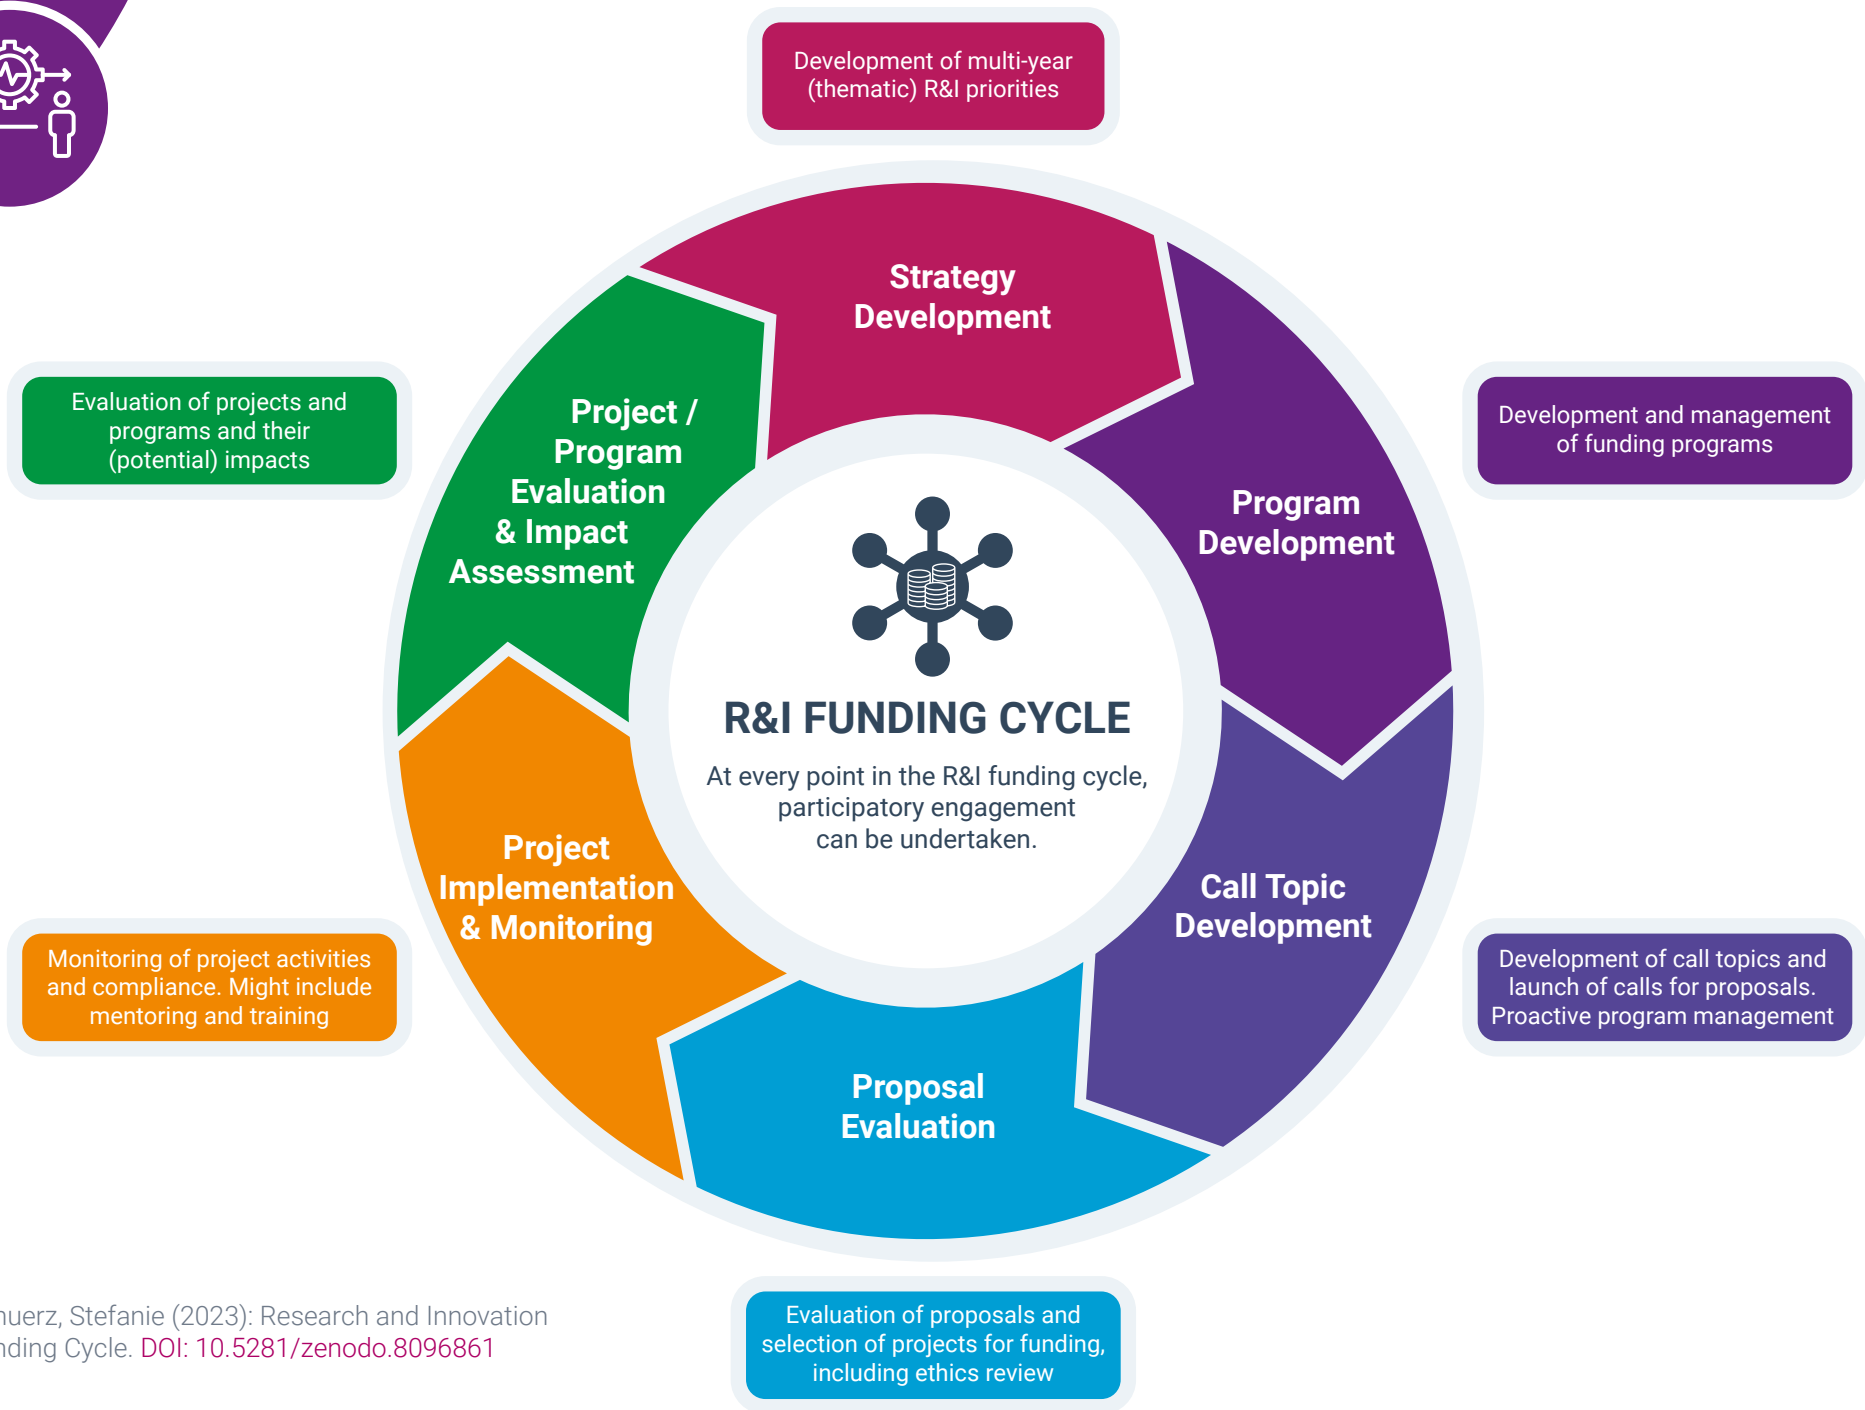 Development of multi-year
(thematic) R&I priorities
Strategy
Development
Program
Development
Development and management
of funding programs
Call Topic
Development
Development of call topics and
launch of calls for proposals.
Proactive program management
Proposal
Evaluation
Evaluation of proposals and
selection of projects for funding,
including ethics review
Project
Implementation
& Monitoring
Monitoring of project activities
and compliance. Might include
mentoring and training
Project /
Program
Evaluation
& Impact
Assessment
Evaluation of projects and
programs and their
(potential) impacts
R&I FUNDING CYCLE
At every point in the R&I funding cycle,
participatory engagement
can be undertaken.
Stefanie (2023): Research and Innovation
Cycle. DOI: 10.5281/zenodo.8096861